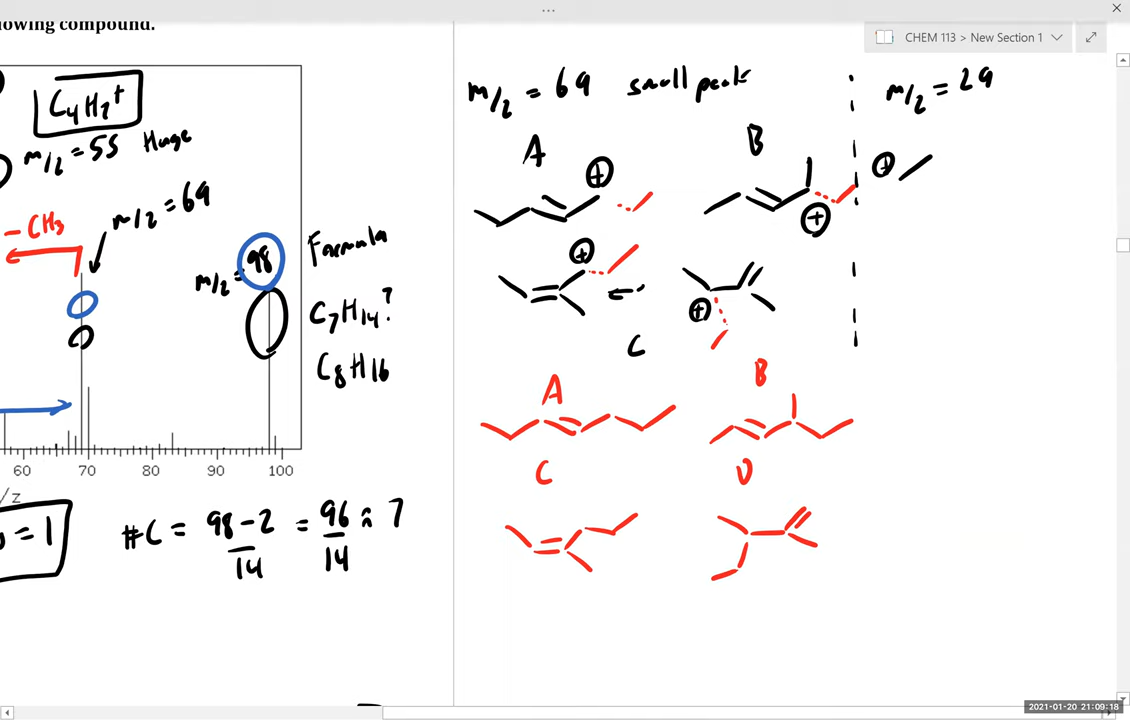 lowing compound.
CHEM 113 > New Section 1
C4H7+
m/z = 55 Huge
m/z = 69
-CH3
m/z = 98
Formula
C7H14?
C8H16
60 70 80 90 100
/z
= 1
#C = 98-2/14 = 96/14 ≈ 7
m/z = 69 small peak
m/z = 29
A B
+ + +
+ +
C
A B
C D
2021-01-20 21:09:18